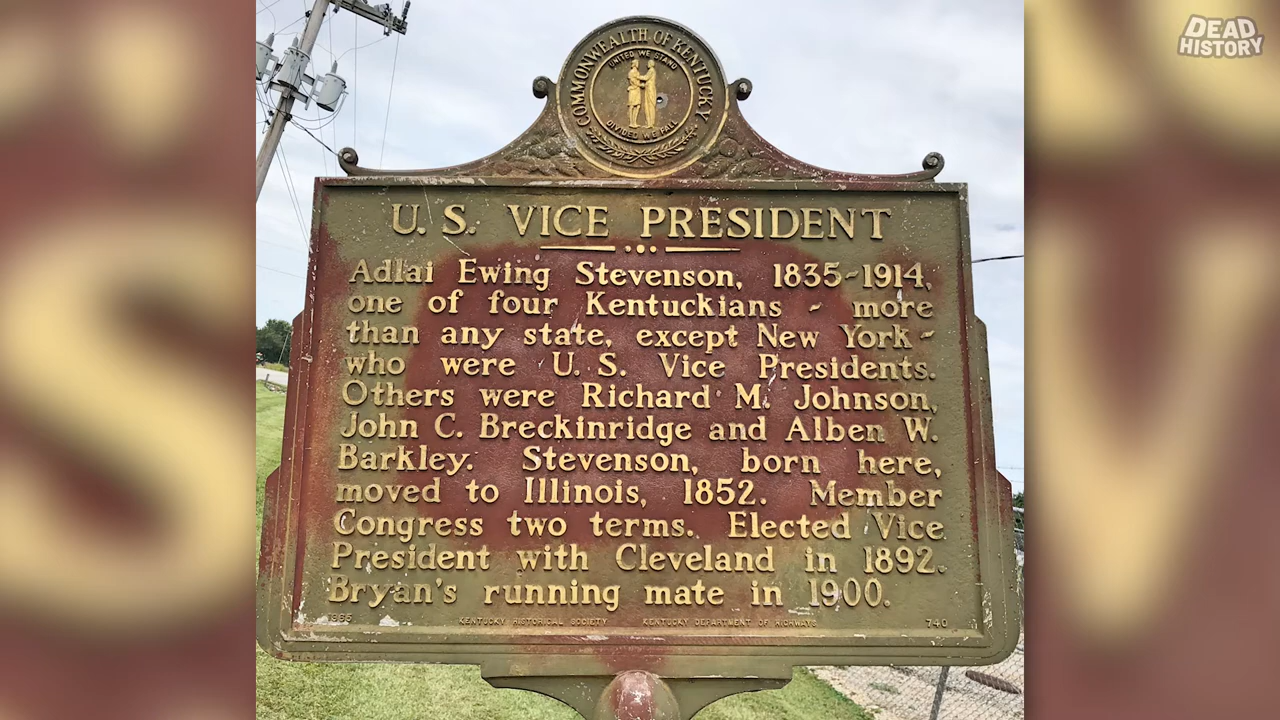 DEAD
HISTORY
COMMONWEALTH OF KENTUCKY
UNITED WE STAND
DIVIDED WE FALL
U. S. VICE PRESIDENT
Adlai Ewing Stevenson, 1835-1914,
one of four Kentuckians - more
than any state, except New York -
who were U. S. Vice Presidents.
Others were Richard M. Johnson,
John C. Breckinridge and Alben W.
Barkley. Stevenson, born here,
moved to Illinois, 1852. Member
Congress two terms. Elected Vice
President with Cleveland in 1892.
Bryan's running mate in 1900.
KENTUCKY HISTORICAL SOCIETY KENTUCKY DEPARTMENT OF HIGHWAYS 740